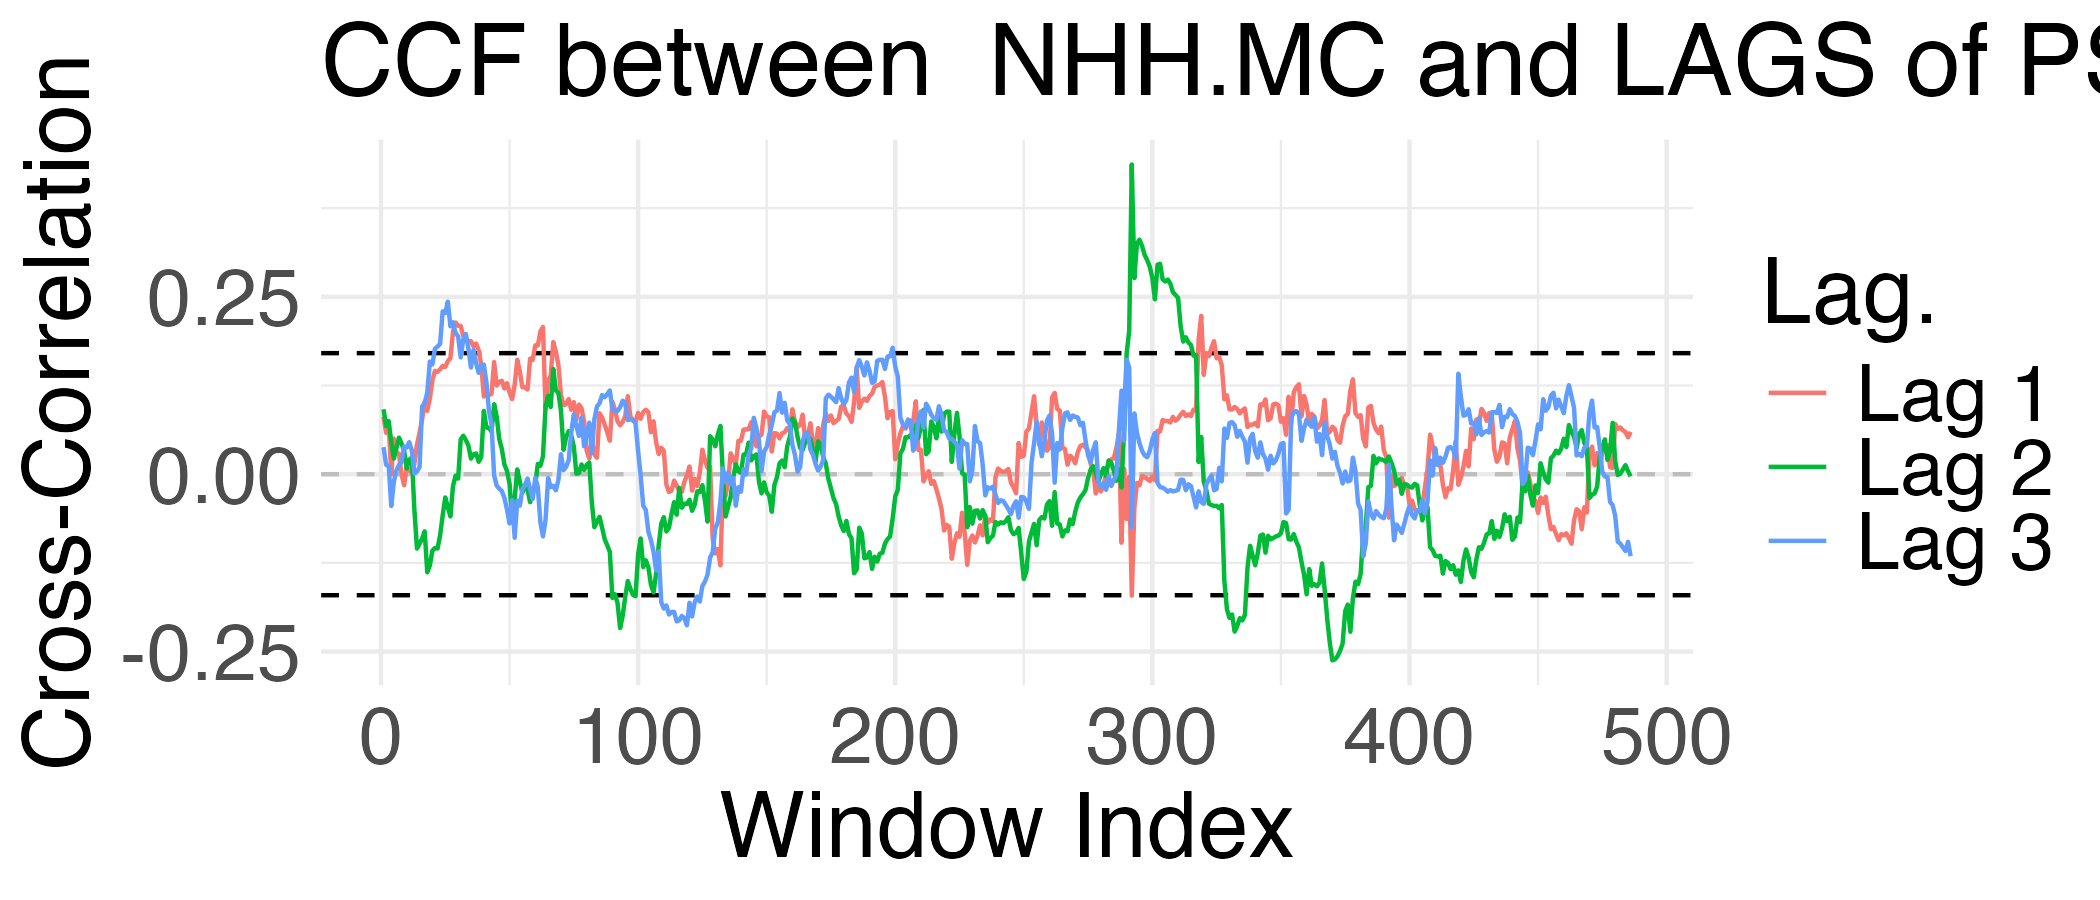 CCF between  NHH.MC and LAGS of
Cross-Correlation
0.25
0.00
-0.25
0 100 200 300 400 500
Window Index
Lag.
Lag 1
Lag 2
Lag 3